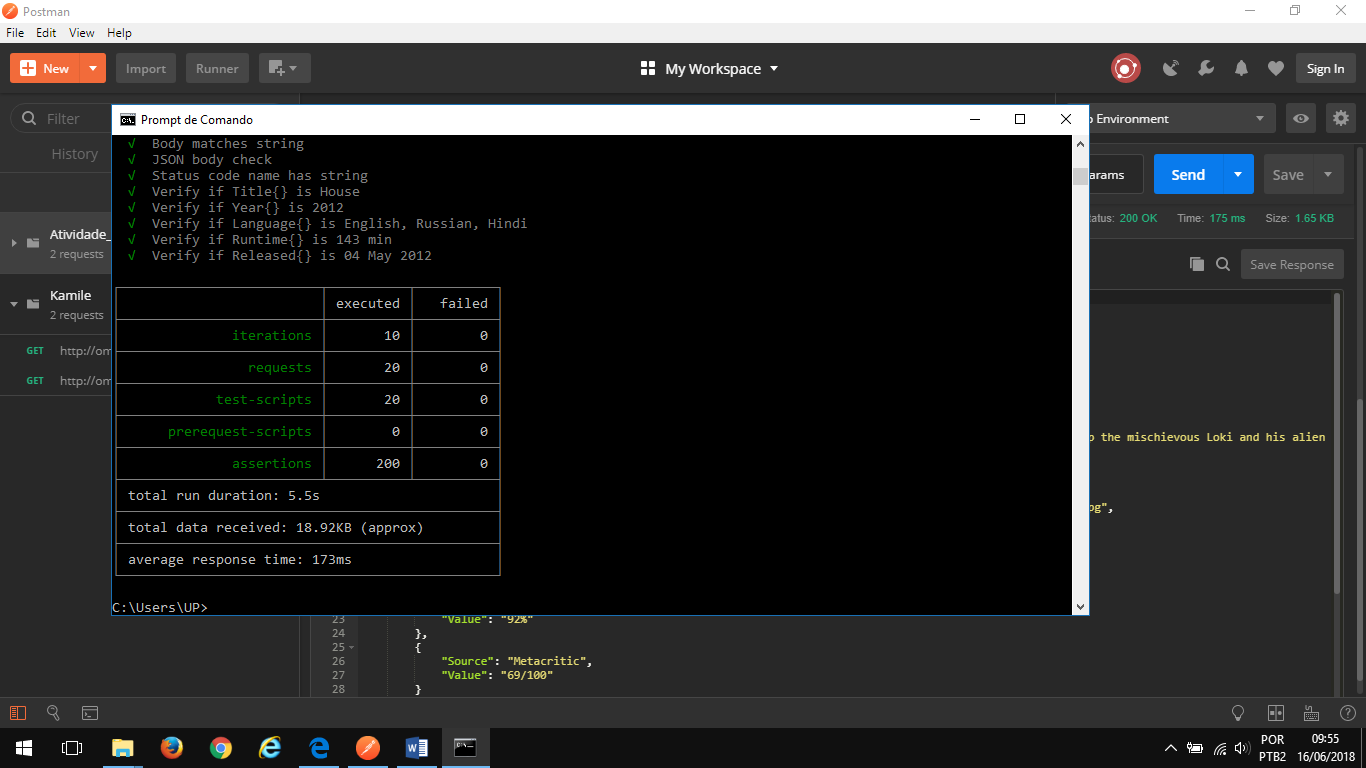 Postman
File Edit View Help
New Import Runner My Workspace Sign In
Filter
History
Atividade_
2 requests
Kamile
2 requests
GET http://om
GET http://om
Prompt de Comando
√ Body matches string
√ JSON body check
√ Status code name has string
√ Verify if Title{} is House
√ Verify if Year{} is 2012
√ Verify if Language{} is English, Russian, Hindi
√ Verify if Runtime{} is 143 min
√ Verify if Released{} is 04 May 2012
executed failed
iterations 10 0
requests 20 0
test-scripts 20 0
prerequest-scripts 0 0
assertions 200 0
total run duration: 5.5s
total data received: 18.92KB (approx)
average response time: 173ms
C:\Users\UP>
Environment
arams Send Save
atus: 200 OK Time: 175 ms Size: 1.65 KB
Save Response
the mischievous Loki and his alien
pg",
23 "Value": "92%"
24 },
25 {
26 "Source": "Metacritic",
27 "Value": "69/100"
28 }
POR 09:55
PTB2 16/06/2018